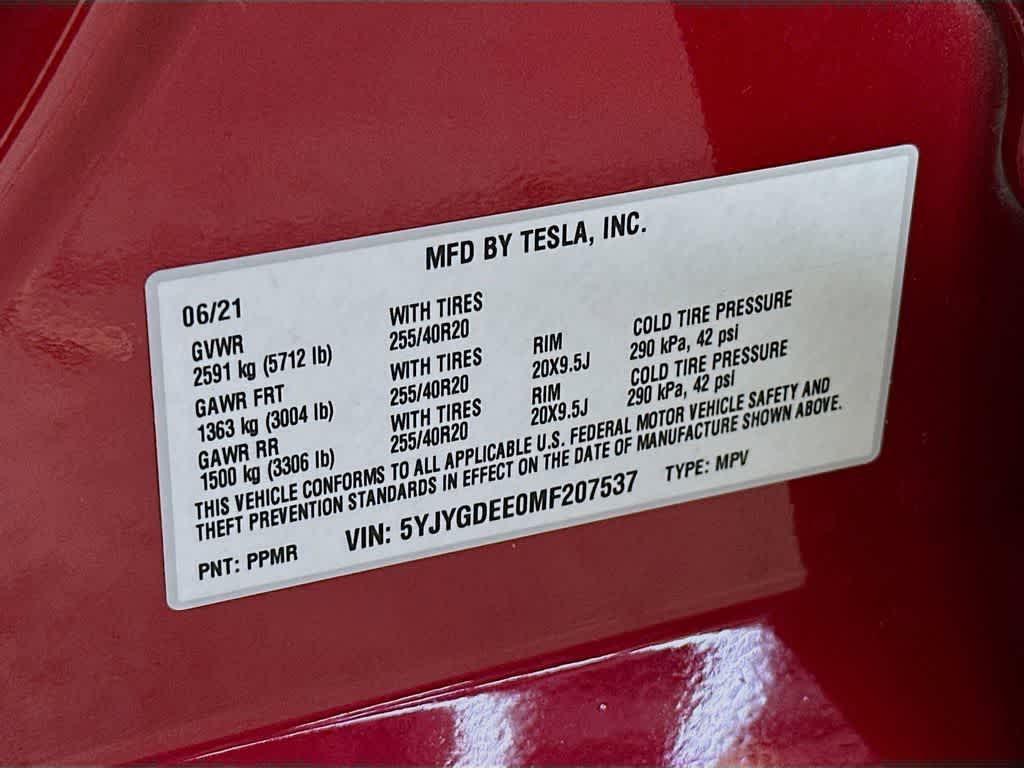 MFD BY TESLA, INC.
06/21
GVWR
2591 kg (5712 lb)
GAWR FRT
1363 kg (3004 lb)
GAWR RR
1500 kg (3306 lb)
WITH TIRES
255/40R20
WITH TIRES
255/40R20
WITH TIRES
255/40R20
RIM
20X9.5J
RIM
20X9.5J
COLD TIRE PRESSURE
290 kPa, 42 psi
COLD TIRE PRESSURE
290 kPa, 42 psi
THIS VEHICLE CONFORMS TO ALL APPLICABLE U.S. FEDERAL MOTOR VEHICLE SAFETY AND
THEFT PREVENTION STANDARDS IN EFFECT ON THE DATE OF MANUFACTURE SHOWN ABOVE.
PNT: PPMR VIN: 5YJYGDEE0MF207537 TYPE: MPV